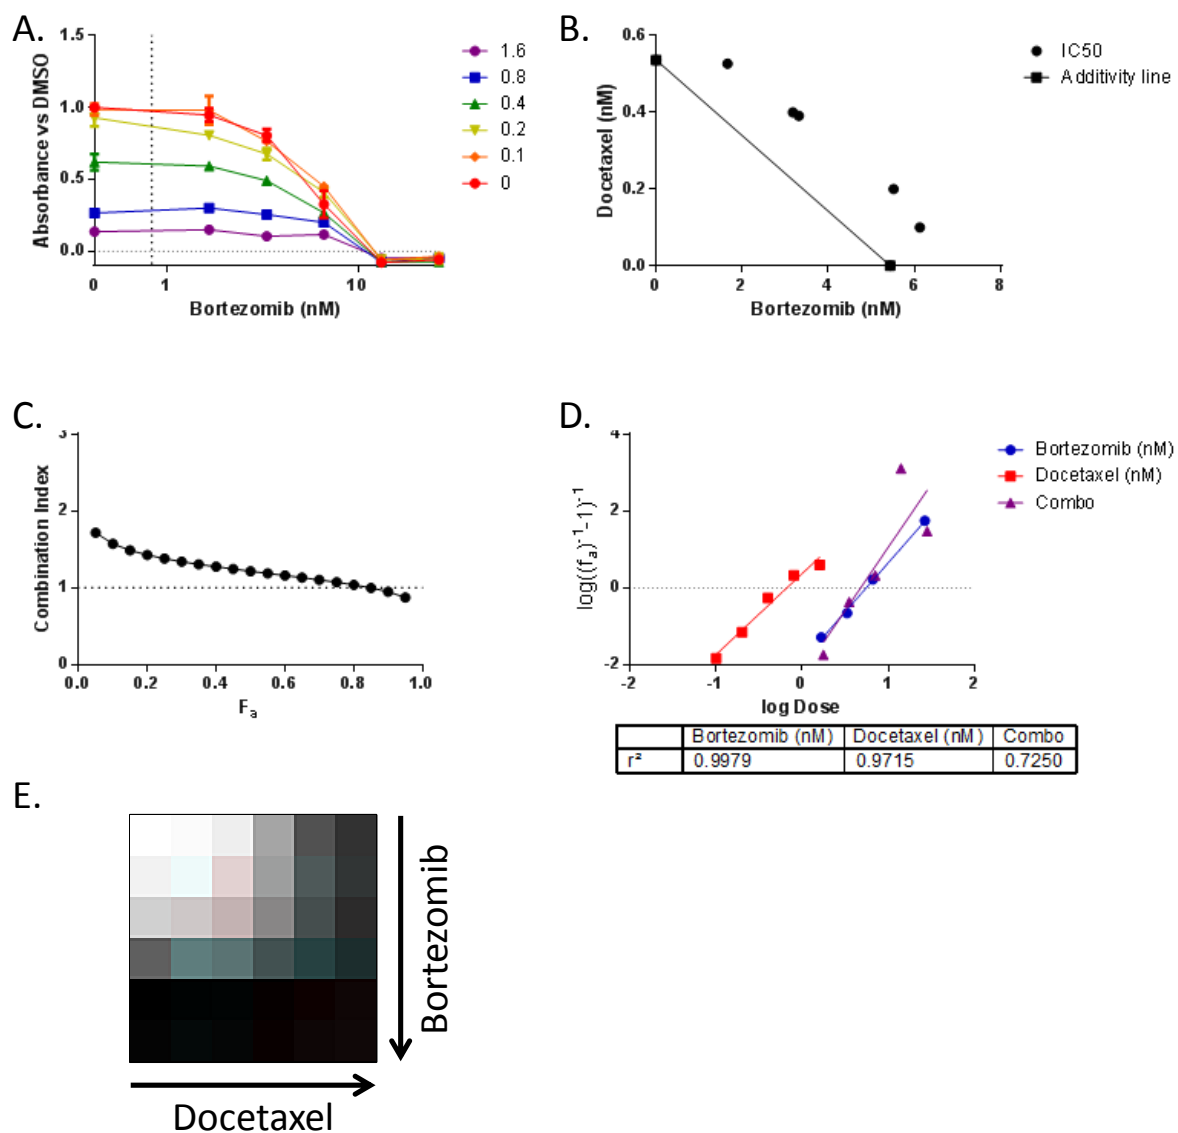 A.
1.5
1.0
0.5
0.0
Absorbance vs DMSO
0 1 10
Bortezomib (nM)
1.6
0.8
0.4
0.2
0.1
0
B.
0.6
0.4
0.2
0.0
Docetaxel (nM)
0 2 4 6 8
Bortezomib (nM)
IC50
Additivity line
C.
3
2
1
0
Combination Index
0.0 0.2 0.4 0.6 0.8 1.0
Fₐ
D.
4
2
0
-2
log((fₐ)⁻¹-1)⁻¹
-2 -1 0 1 2
log Dose
Bortezomib (nM)
Docetaxel (nM)
Combo
Bortezomib (nM) Docetaxel (nM) Combo
r² 0.9979 0.9715 0.7250
E.
Bortezomib
Docetaxel